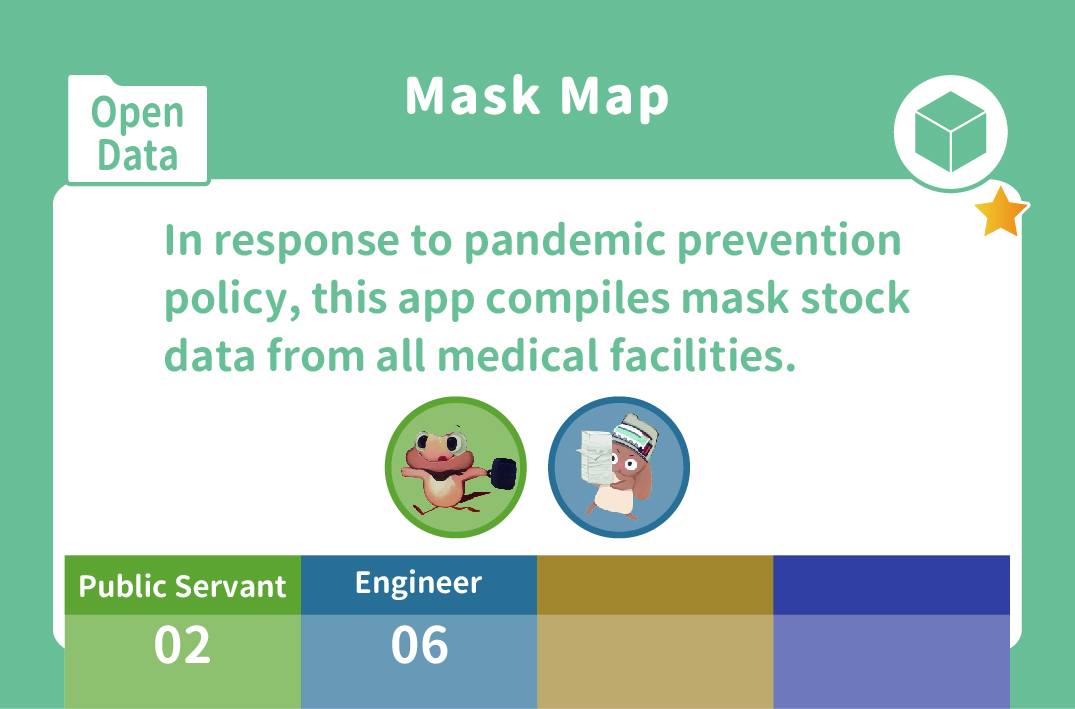 Mask Map
Open
Data
In response to pandemic prevention
policy, this app compiles mask stock
data from all medical facilities.
Public Servant
Engineer
02
06